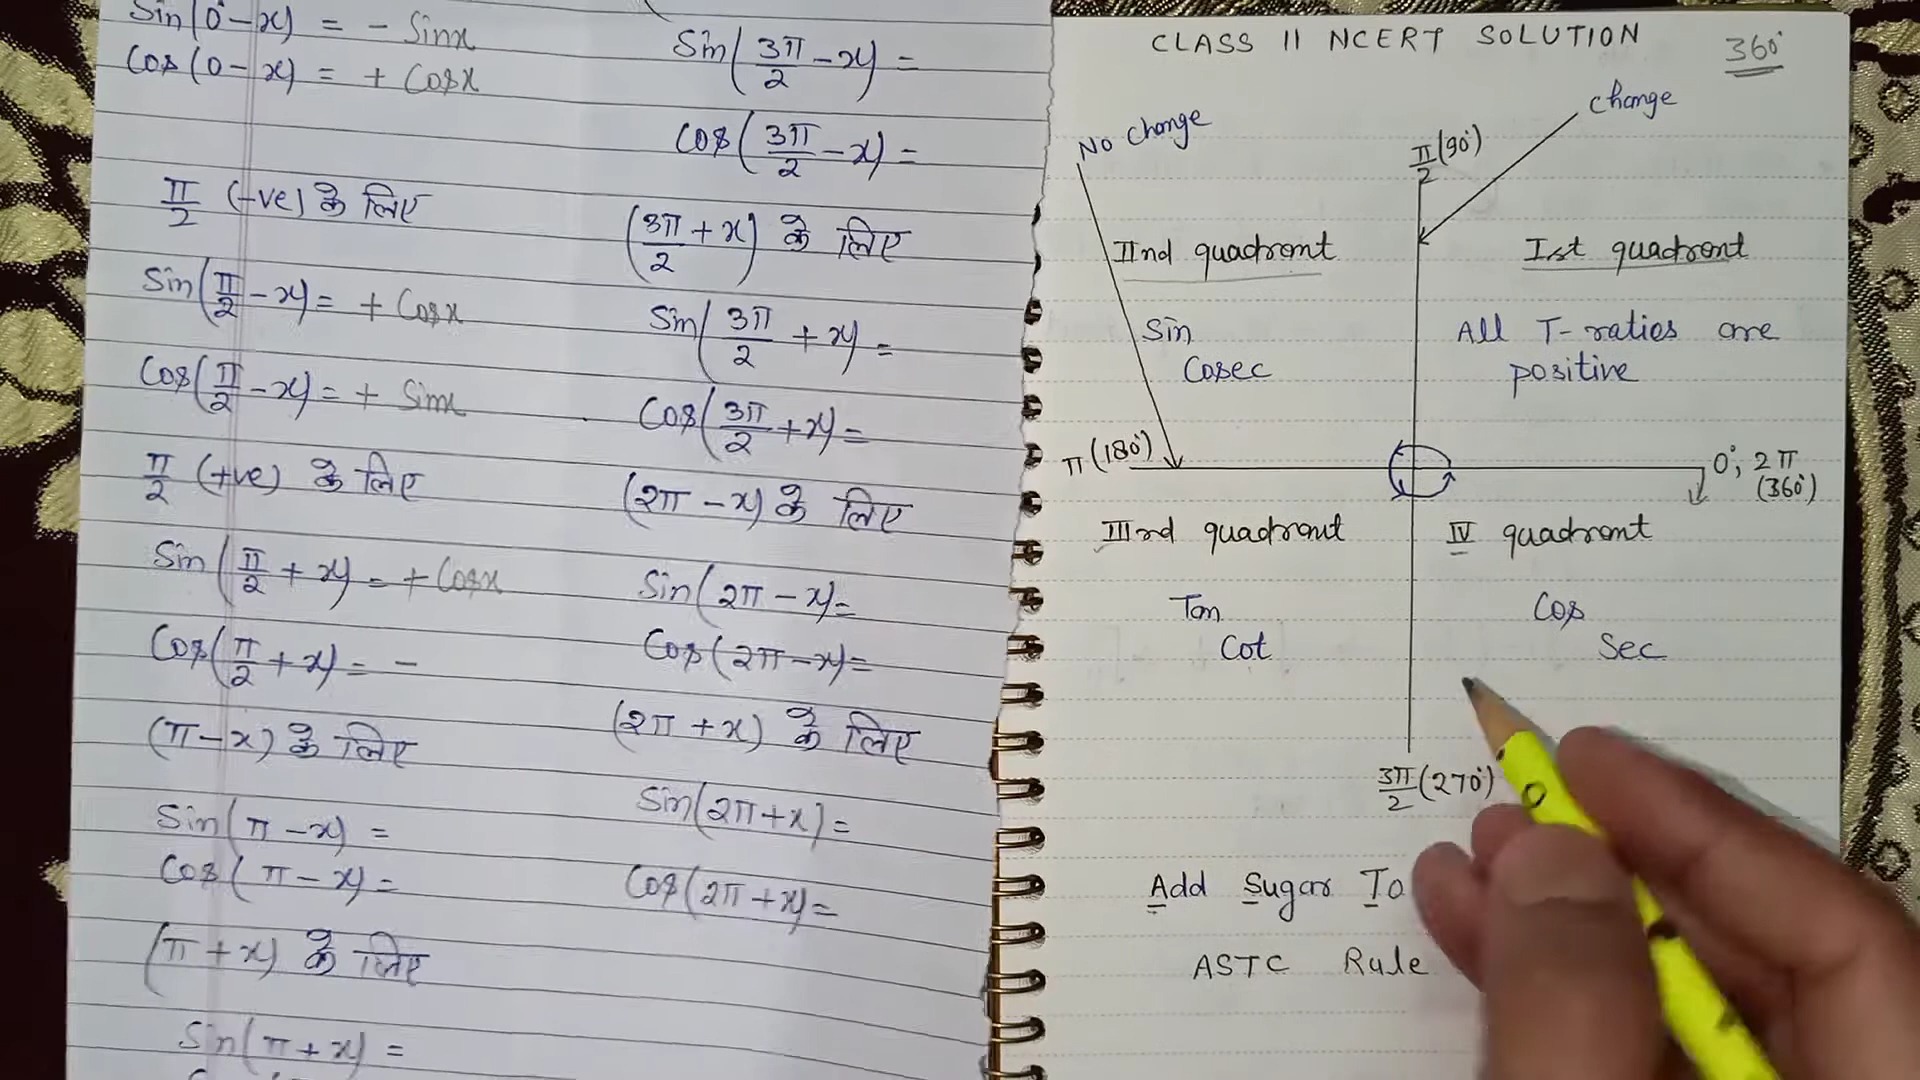 Sin(0°-x) = - Sinx
Cos(0-x) = + Cosx
π/2 (-ve) के लिए
Sin(π/2 - x) = + Cosx
Cos(π/2 - x) = + Sinx
π/2 (+ve) के लिए
Sin(π/2 + x) = + Cosx
Cos(π/2 + x) = -
(π-x) के लिए
Sin(π-x) =
Cos(π-x) =
(π+x) के लिए
Sin(π+x) =
Sin(3π/2 - x) =
Cos(3π/2 - x) =
(3π/2 + x) के लिए
Sin(3π/2 + x) =
Cos(3π/2 + x) =
(2π - x) के लिए
Sin(2π - x) =
Cos(2π - x) =
(2π + x) के लिए
Sin(2π+x) =
Cos(2π+x) =
CLASS 11 NCERT SOLUTION
360°
No change
change
π/2 (90°)
IInd quadrant
Ist quadrant
Sin
Cosec
All T-ratios are
positive
π (180°)
0°, 2π
(360°)
IIIrd quadrant
IV quadrant
Tan
Cot
Cos
Sec
3π/2 (270°)
Add Sugar To
ASTC Rule